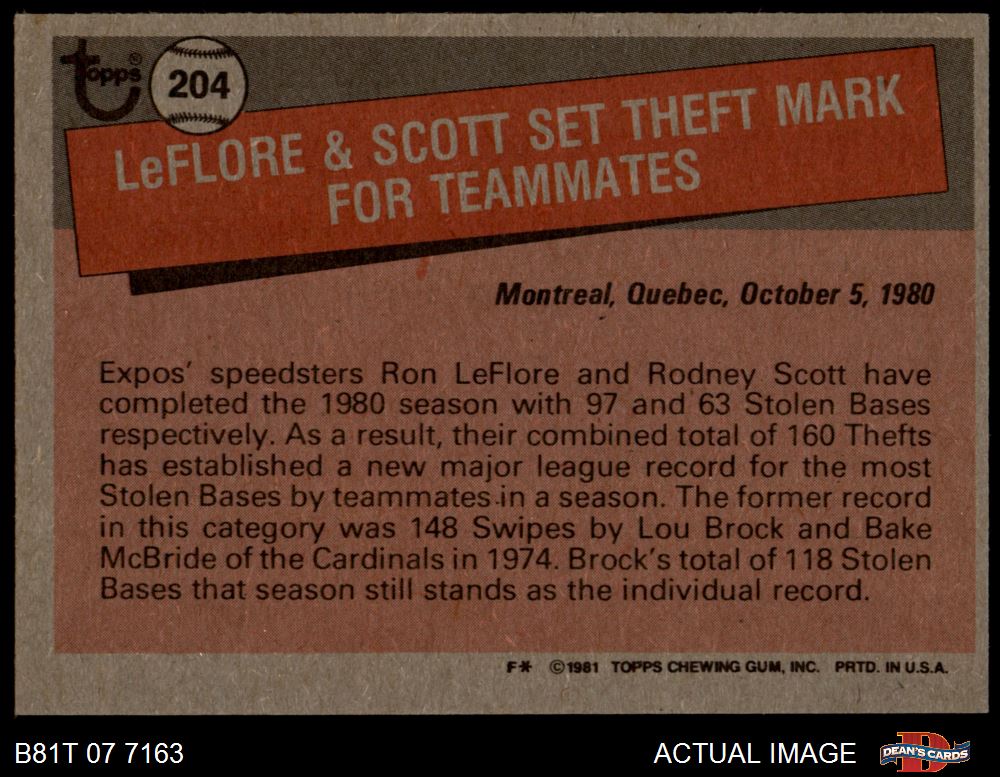 topps®
204
LeFLORE & SCOTT SET THEFT MARK
FOR TEAMMATES
Montreal, Quebec, October 5, 1980
Expos' speedsters Ron LeFlore and Rodney Scott have
completed the 1980 season with 97 and 63 Stolen Bases
respectively. As a result, their combined total of 160 Thefts
has established a new major league record for the most
Stolen Bases by teammates in a season. The former record
in this category was 148 Swipes by Lou Brock and Bake
McBride of the Cardinals in 1974. Brock's total of 118 Stolen
Bases that season still stands as the individual record.
F* ©1981 TOPPS CHEWING GUM, INC. PRTD. IN U.S.A.
B81T 07 7163 ACTUAL IMAGE DEAN'S CARDS